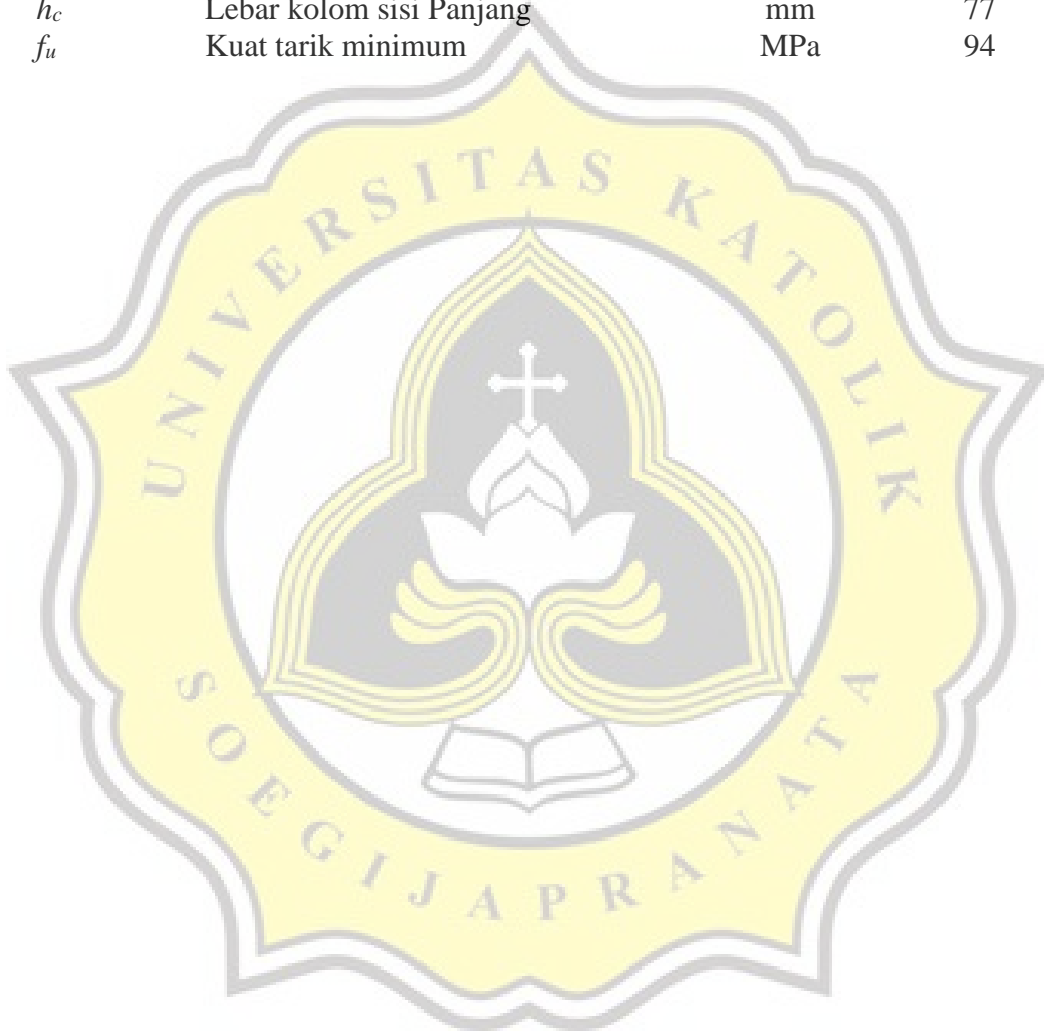 hc Lebar kolom sisi Panjang mm 77
fu Kuat tarik minimum MPa 94
UNIVERSITAS KATOLIK
SOEGIJAPRANATA